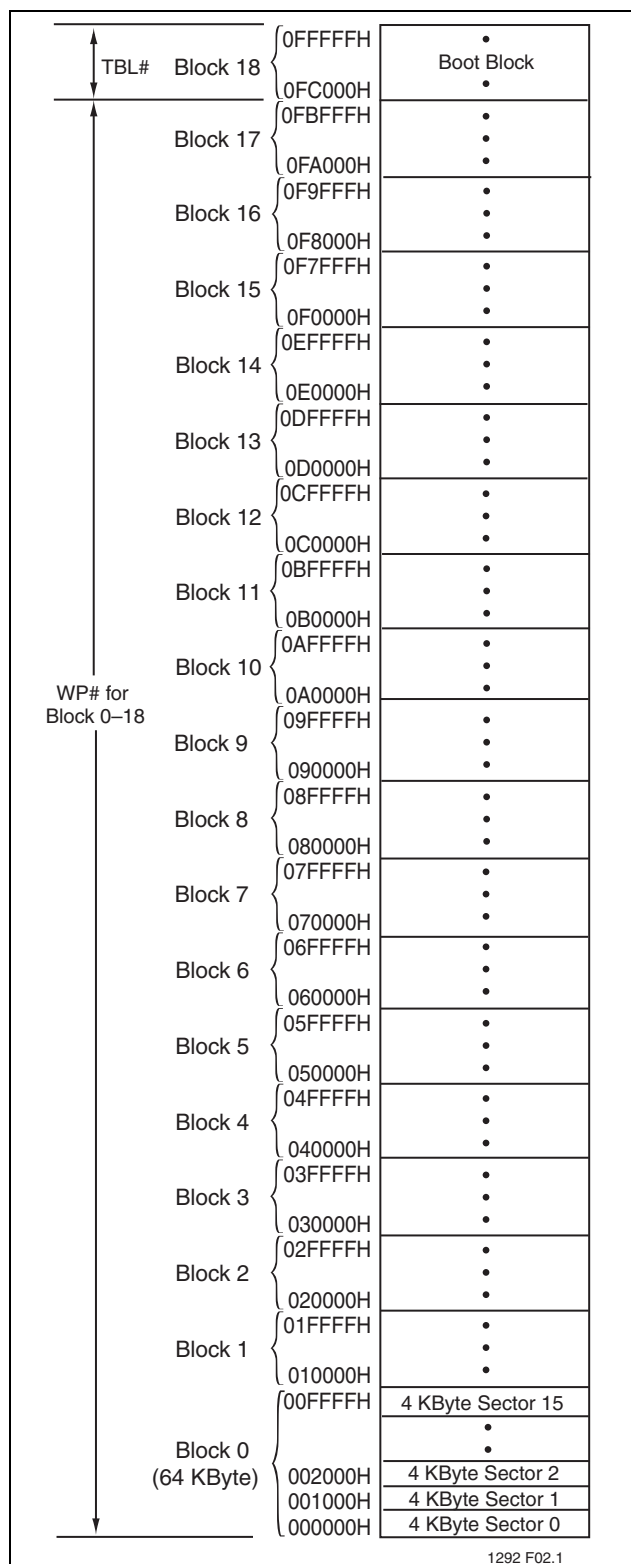 0FFFFFH
TBL# Block 18 Boot Block
0FC000H
0FBFFFH
Block 17
0FA000H
0F9FFFH
Block 16
0F8000H
0F7FFFH
Block 15
0F0000H
0EFFFFH
Block 14
0E0000H
0DFFFFH
Block 13
0D0000H
0CFFFFH
Block 12
0C0000H
0BFFFFH
Block 11
0B0000H
0AFFFFH
Block 10
0A0000H
WP# for
Block 0–18
09FFFFH
Block 9
090000H
08FFFFH
Block 8
080000H
07FFFFH
Block 7
070000H
06FFFFH
Block 6
060000H
05FFFFH
Block 5
050000H
04FFFFH
Block 4
040000H
03FFFFH
Block 3
030000H
02FFFFH
Block 2
020000H
01FFFFH
Block 1
010000H
00FFFFH 4 KByte Sector 15
Block 0
(64 KByte)
002000H 4 KByte Sector 2
001000H 4 KByte Sector 1
000000H 4 KByte Sector 0
1292 F02.1